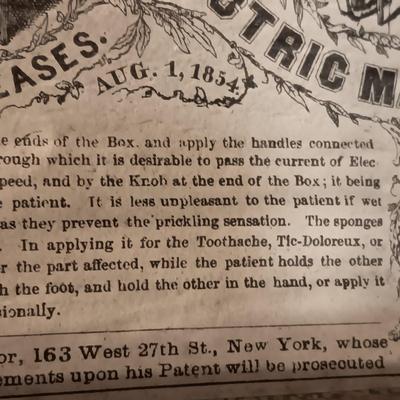 EASES.
CTRIC M
AUG. 1, 1854.
e ends of the Box, and apply the handles connected
rough which it is desirable to pass the current of Elec
peed, and by the Knob at the end of the Box; it being
e patient. It is less unpleasant to the patient if wet
as they prevent the prickling sensation. The sponges
. In applying it for the Toothache, Tic-Doloreux, or
r the part affected, while the patient holds the other
h the foot, and hold the other in the hand, or apply it
sionally.
or, 163 West 27th St., New York, whose
ements upon his Patent will be prosecuted